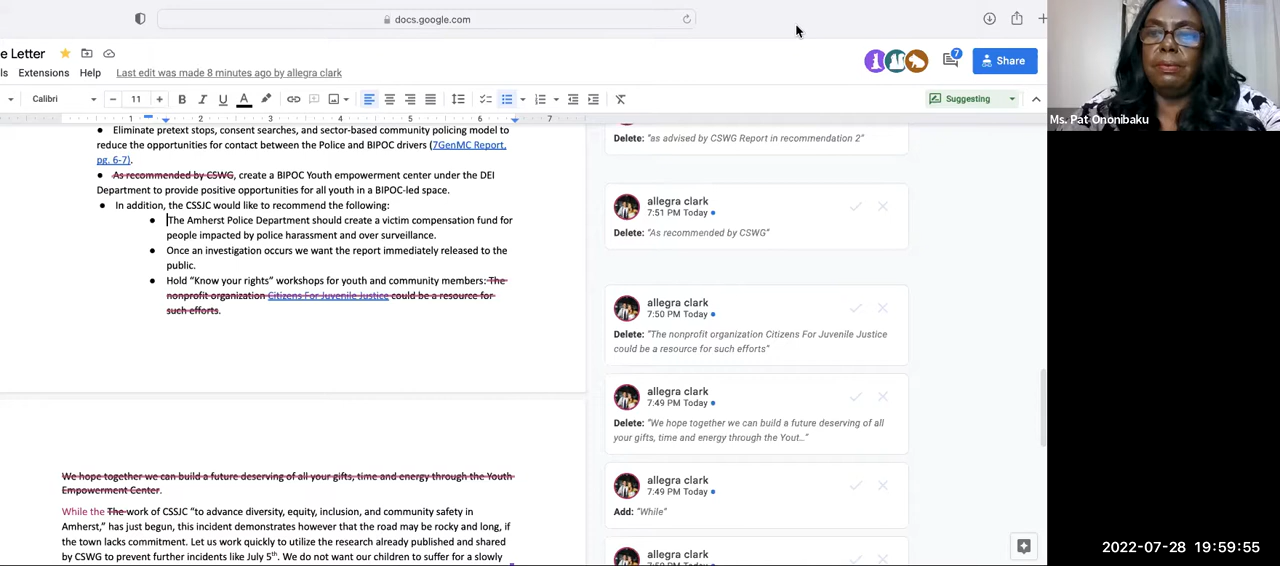 docs.google.com
e Letter
ls Extensions Help Last edit was made 8 minutes ago by allegra clark
7
Share
Calibri
11
B I U A
Suggesting
1 2 3 4 5 6 7
Ms. Pat Ononibaku
● Eliminate pretext stops, consent searches, and sector-based community policing model to
reduce the opportunities for contact between the Police and BIPOC drivers (7GenMC Report,
pg. 6-7).
● As recommended by CSWG, create a BIPOC Youth empowerment center under the DEI
Department to provide positive opportunities for all youth in a BIPOC-led space.
● In addition, the CSSJC would like to recommend the following:
● The Amherst Police Department should create a victim compensation fund for
people impacted by police harassment and over surveillance.
● Once an investigation occurs we want the report immediately released to the
public.
● Hold “Know your rights” workshops for youth and community members: The
nonprofit organization Citizens For Juvenile Justice could be a resource for
such efforts.
We hope together we can build a future deserving of all your gifts, time and energy through the Youth
Empowerment Center.
While the The work of CSSJC “to advance diversity, equity, inclusion, and community safety in
Amherst,” has just begun, this incident demonstrates however that the road may be rocky and long, if
the town lacks commitment. Let us work quickly to utilize the research already published and shared
by CSWG to prevent further incidents like July 5th. We do not want our children to suffer for a slowly
Delete: “as advised by CSWG Report in recommendation 2”
allegra clark
7:51 PM Today
Delete: “As recommended by CSWG”
allegra clark
7:50 PM Today
Delete: “The nonprofit organization Citizens For Juvenile Justice
could be a resource for such efforts”
allegra clark
7:49 PM Today
Delete: “We hope together we can build a future deserving of all
your gifts, time and energy through the Yout...”
allegra clark
7:49 PM Today
Add: “While”
allegra clark
2022-07-28 19:59:55